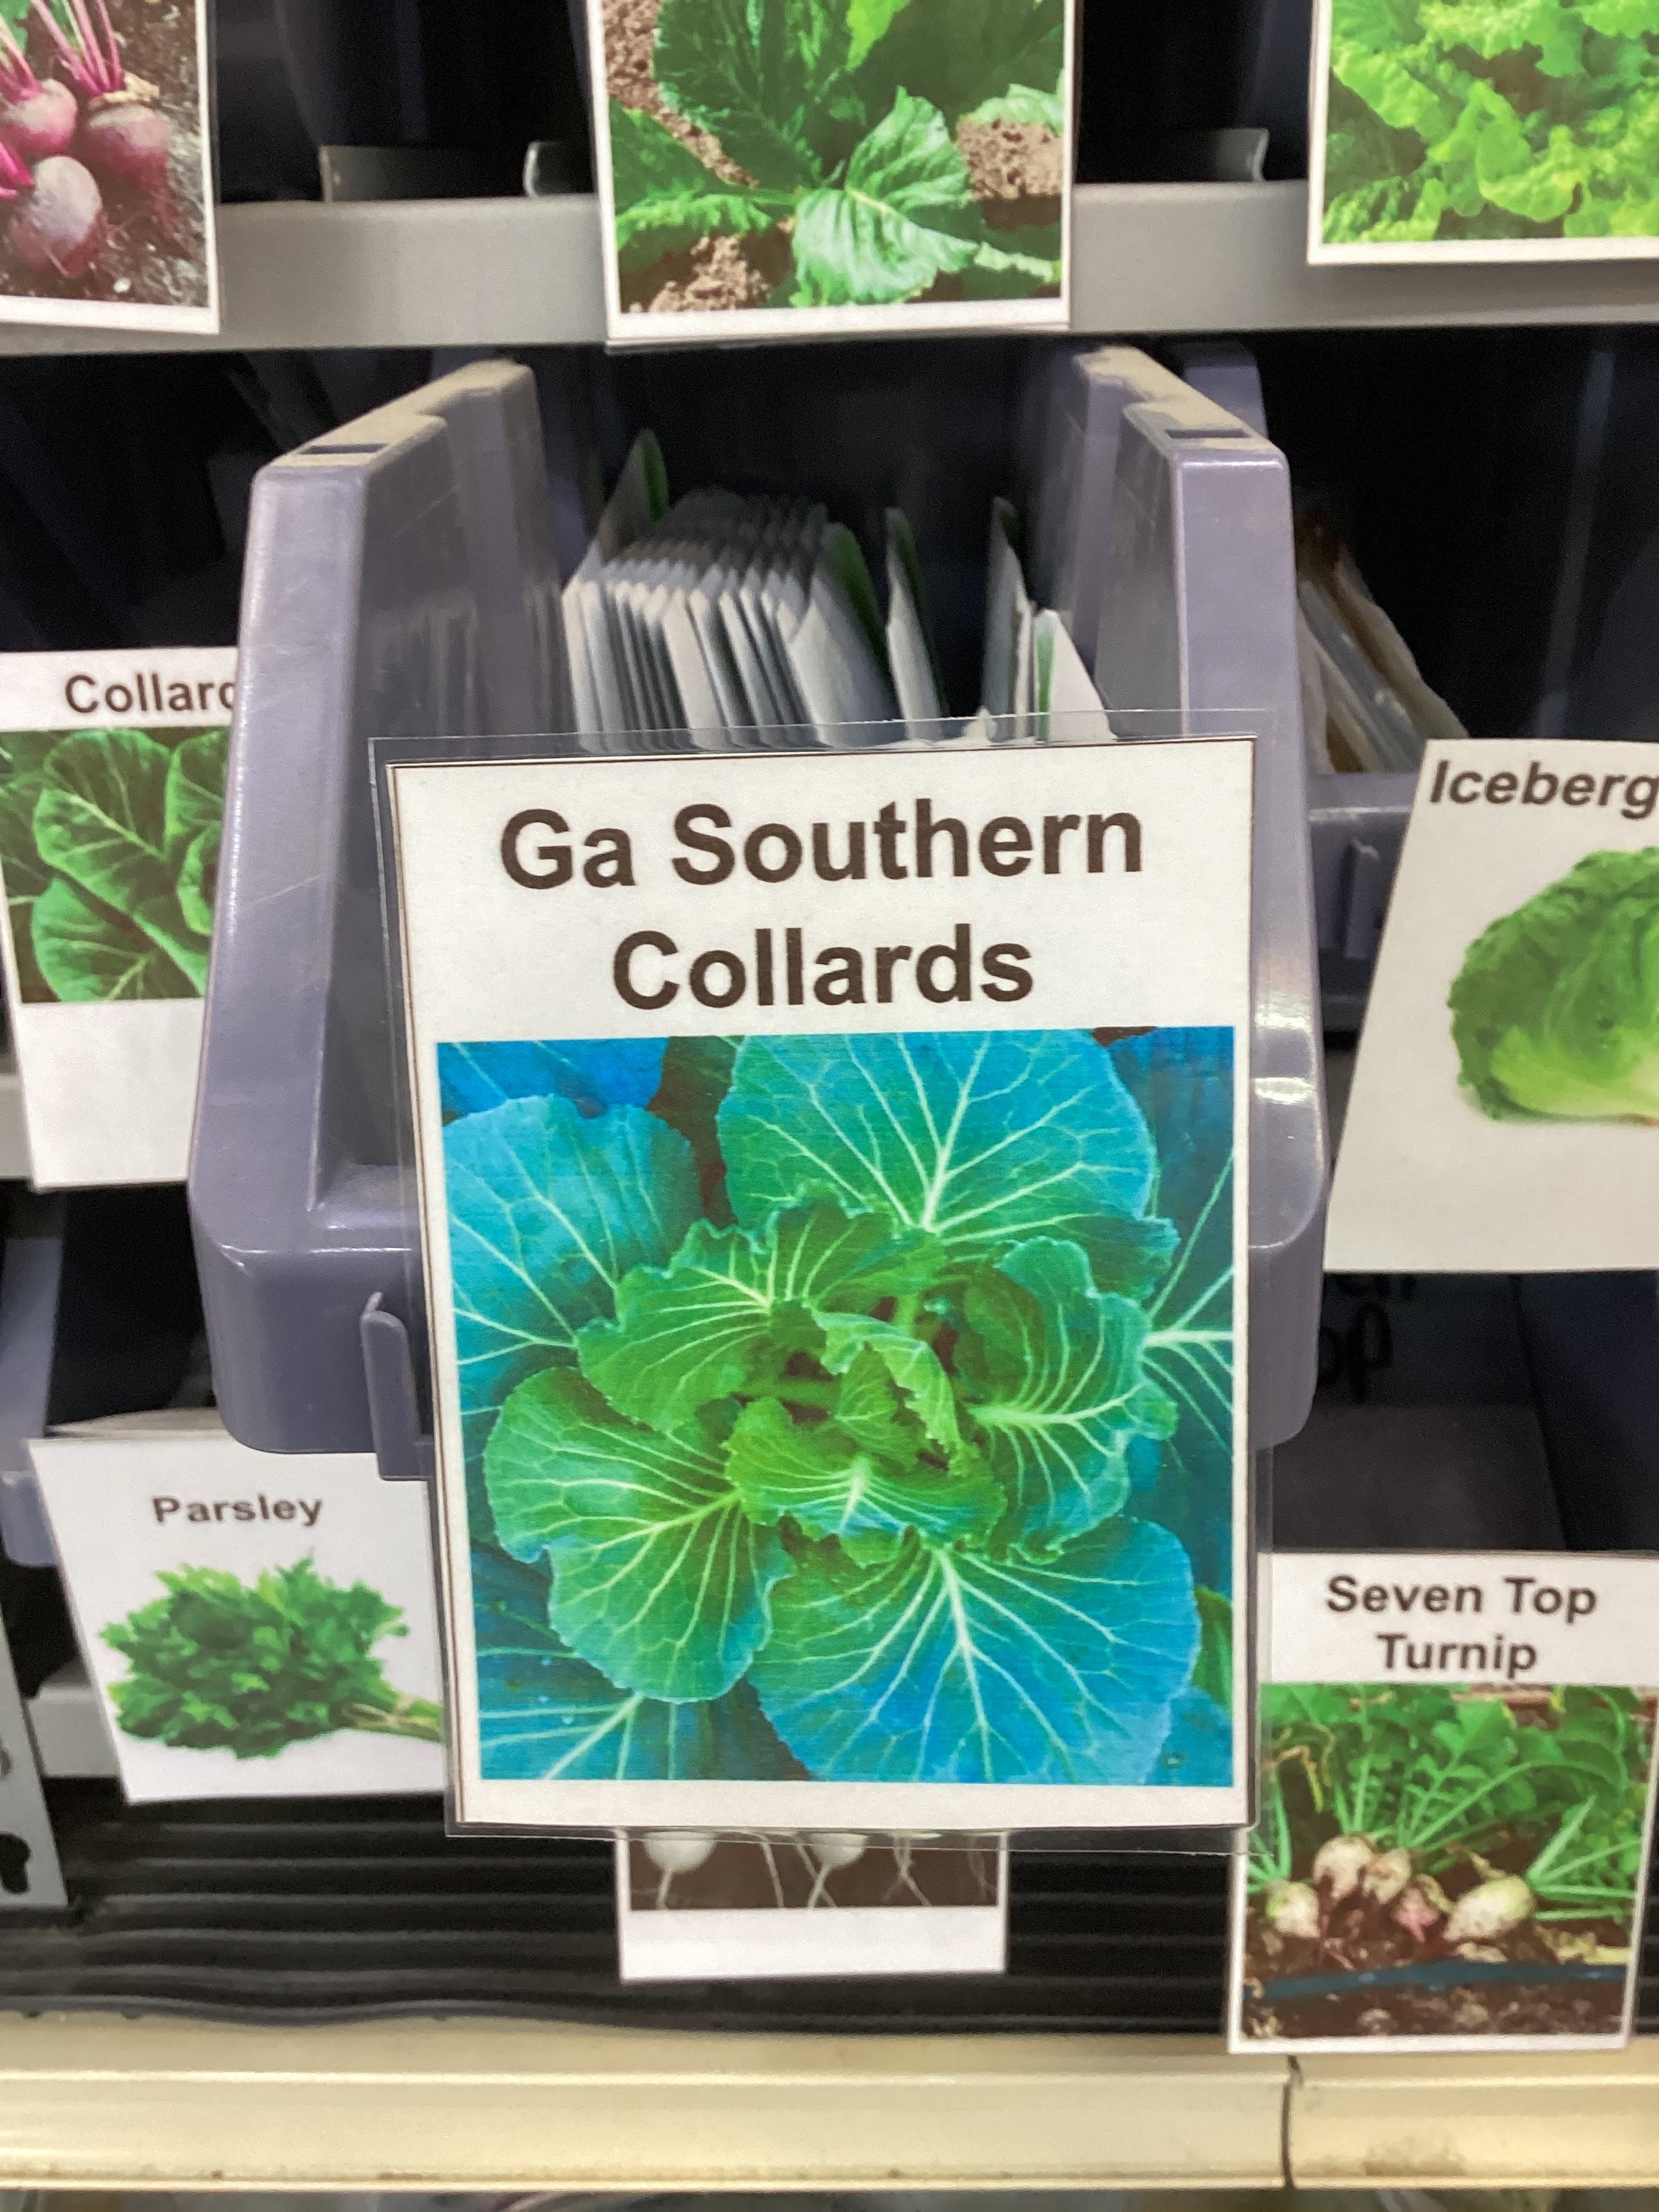 Collard
Ga Southern
Collards
Iceberg
Parsley
Seven Top
Turnip